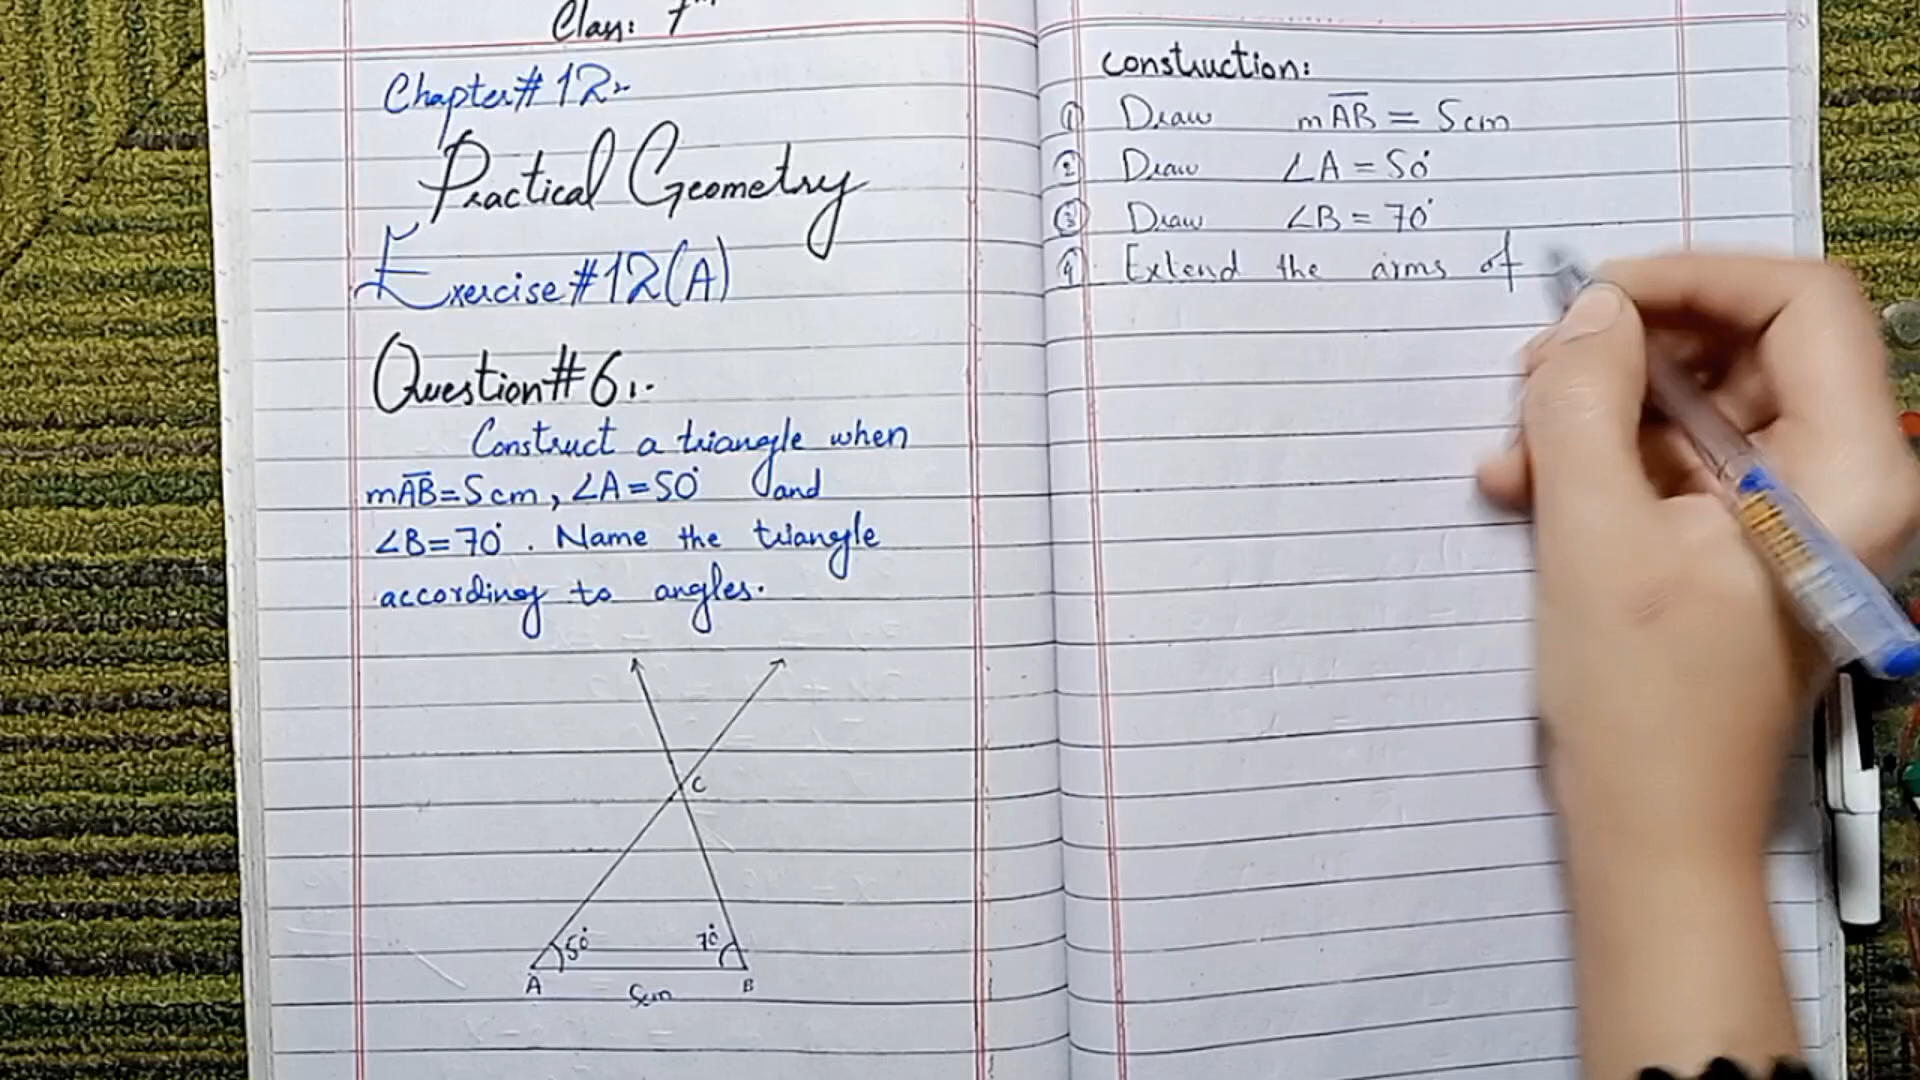 Class: 7th
Chapter# 12:-
Practical Geometry
Exercise#12(A)
Question#6:-
Construct a triangle when
mAB=5cm, ∠A=50° and
∠B=70°. Name the triangle
according to angles.
C
50° 70°
A B
5cm
construction:
① Draw mAB = 5cm
② Draw ∠A = 50°
③ Draw ∠B = 70°
④ Extend the arms of